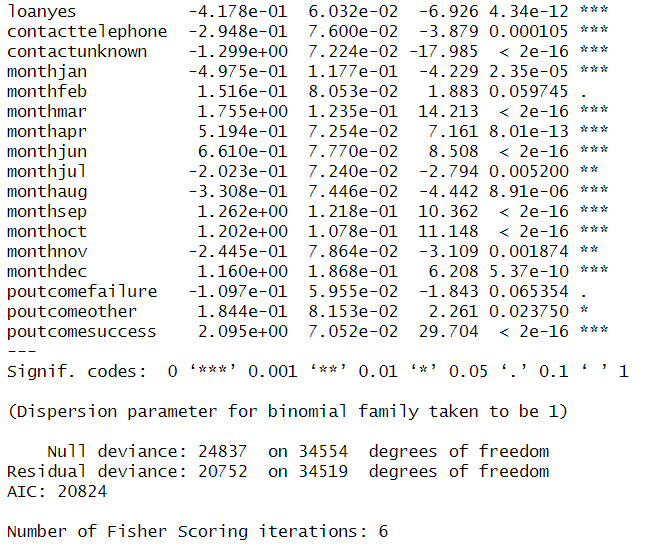 loanyes -4.178e-01 6.032e-02 -6.926 4.34e-12 ***
contacttelephone -2.948e-01 7.600e-02 -3.879 0.000105 ***
contactunknown -1.299e+00 7.224e-02 -17.985 < 2e-16 ***
monthjan -4.975e-01 1.177e-01 -4.229 2.35e-05 ***
monthfeb 1.516e-01 8.053e-02 1.883 0.059745 .
monthmar 1.755e+00 1.235e-01 14.213 < 2e-16 ***
monthapr 5.194e-01 7.254e-02 7.161 8.01e-13 ***
monthjun 6.610e-01 7.770e-02 8.508 < 2e-16 ***
monthjul -2.023e-01 7.240e-02 -2.794 0.005200 **
monthaug -3.308e-01 7.446e-02 -4.442 8.91e-06 ***
monthsep 1.262e+00 1.218e-01 10.362 < 2e-16 ***
monthoct 1.202e+00 1.078e-01 11.148 < 2e-16 ***
monthnov -2.445e-01 7.864e-02 -3.109 0.001874 **
monthdec 1.160e+00 1.868e-01 6.208 5.37e-10 ***
poutcomefailure -1.097e-01 5.955e-02 -1.843 0.065354 .
poutcomeother 1.844e-01 8.153e-02 2.261 0.023750 *
poutcomesuccess 2.095e+00 7.052e-02 29.704 < 2e-16 ***
---
Signif. codes: 0 ‘***’ 0.001 ‘**’ 0.01 ‘*’ 0.05 ‘.’ 0.1 ‘ ’ 1
(Dispersion parameter for binomial family taken to be 1)
Null deviance: 24837 on 34554 degrees of freedom
Residual deviance: 20752 on 34519 degrees of freedom
AIC: 20824
Number of Fisher Scoring iterations: 6